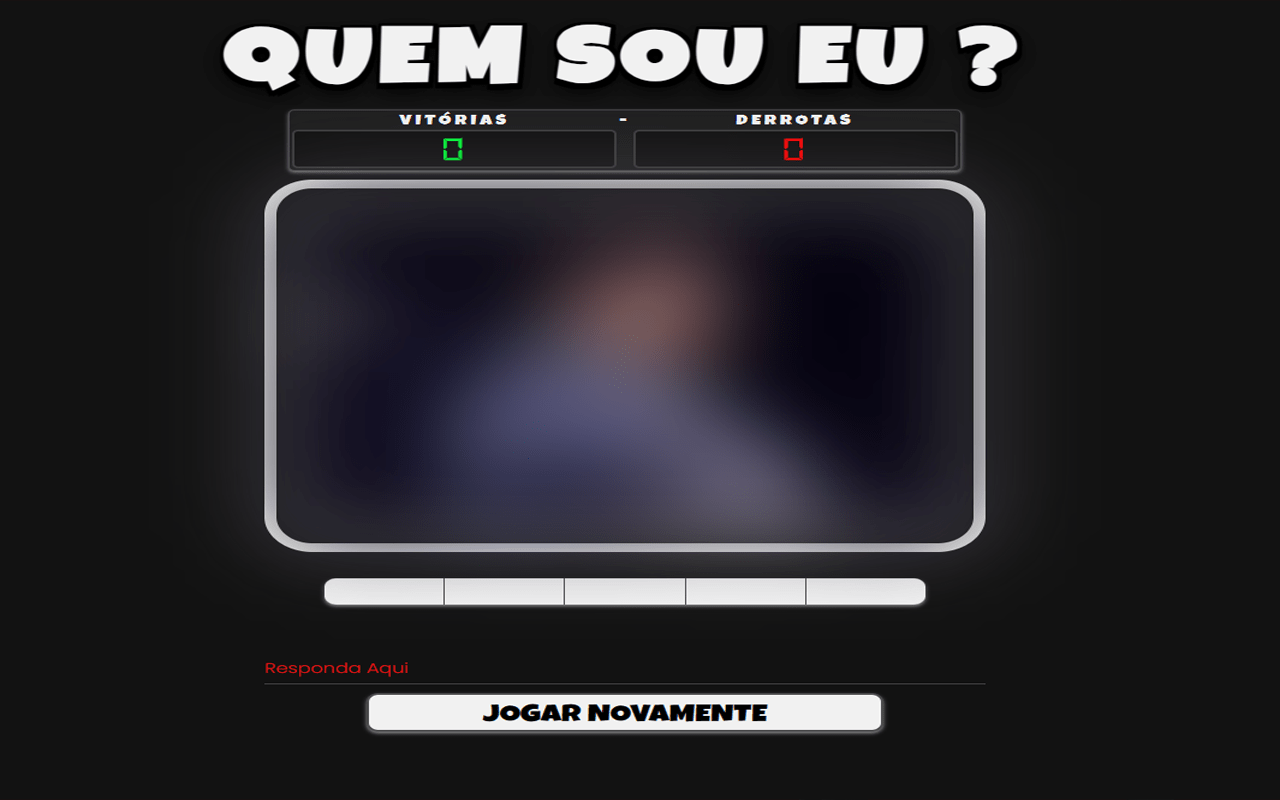 QUEM SOU EU ?
VITÓRIAS - DERROTAS
0 0
Responda Aqui
JOGAR NOVAMENTE